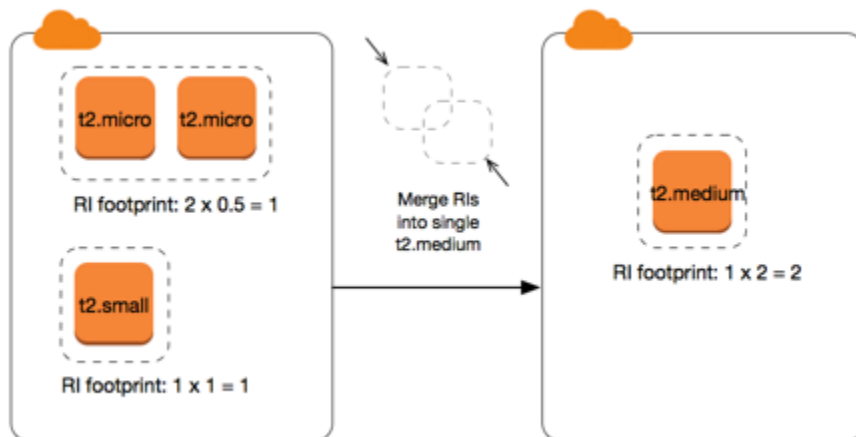 t2.micro
t2.micro
RI footprint: 2 x 0.5 = 1
t2.small
RI footprint: 1 x 1 = 1
Merge RIs
into single
t2.medium
t2.medium
RI footprint: 1 x 2 = 2